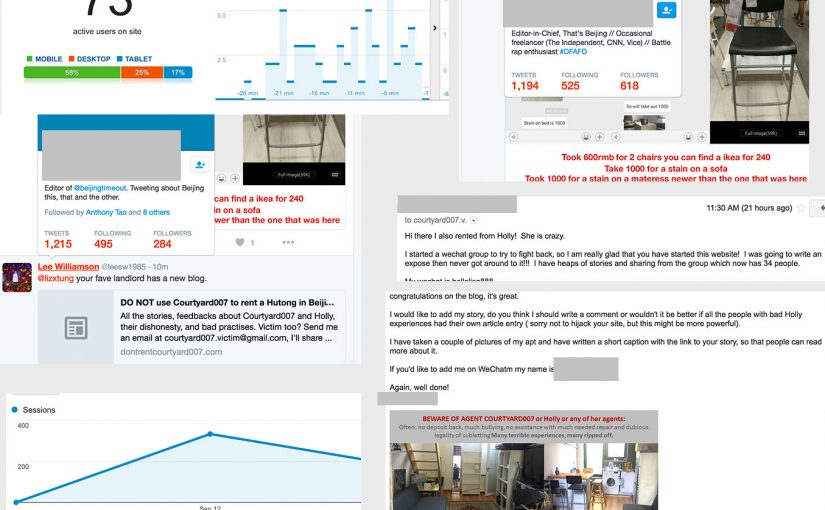 active users on site
MOBILE DESKTOP TABLET
58% 25% 17%
5.0
2.5
-26 min -21 min -16 min -11 min -6 min -1
Editor-in-Chief, That's Beijing // Occasional
freelancer (The Independent, CNN, Vice) // Battle
rap enthusiast #DFAFD
TWEETS FOLLOWING FOLLOWERS
1,194 525 618
So will take out 1000
Stain on bed is 1000
Full image(59K)
Took 600rmb for 2 chairs you can find a ikea for 240
Take 1000 for a stain on a sofa
Took 1000 for a stain on a materess newer than the one that was here
Editor of @beijingtimeout. Tweeting about Beijing
this, that and the other.
Followed by Anthony Tao and 8 others
TWEETS FOLLOWING FOLLOWERS
1,215 495 284
Full image(59K)
can find a ikea for 240
in on a sofa
wer than the one that was here
1
Lee Williamson @leesw1985 · 10m
@lizxtung your fave landlord has a new blog.
DO NOT use Courtyard007 to rent a Hutong in Beiji...
All the stories, feedbacks about Courtyard007 and Holly,
their dishonesty, and bad practises. Victim too? Send me
an email at courtyard007.victim@gmail.com, I'll share ...
dontrentcourtyard007.com
11:30 AM (21 hours ago)
to courtyard007.v.
Hi there I also rented from Holly! She is crazy.
I started a wechat group to try to fight back, so I am really glad that you have started this website! I was going to write an
expose then never got around to it!!! I have heaps of stories and sharing from the group which now has 34 people.
congratulations on the blog, it's great.
I would like to add my story, do you think I should write a comment or wouldn't it be better if all the people with bad Holly
experiences had their own article entry ( sorry not to hijack your site, but this might be more powerful).
I have taken a couple of pictures of my apt and have written a short caption with the link to your story, so that people can read
more about it.
If you'd like to add me on WeChatm my name is
Again, well done!
BEWARE OF AGENT COURTYARD007 or Holly or any of her agents:
Often: no deposit back, much bullying, no assistance with much needed repair and dubious
legality of subletting Many terrible experiences, many ripped off.
Sessions
400
200
Sep 12